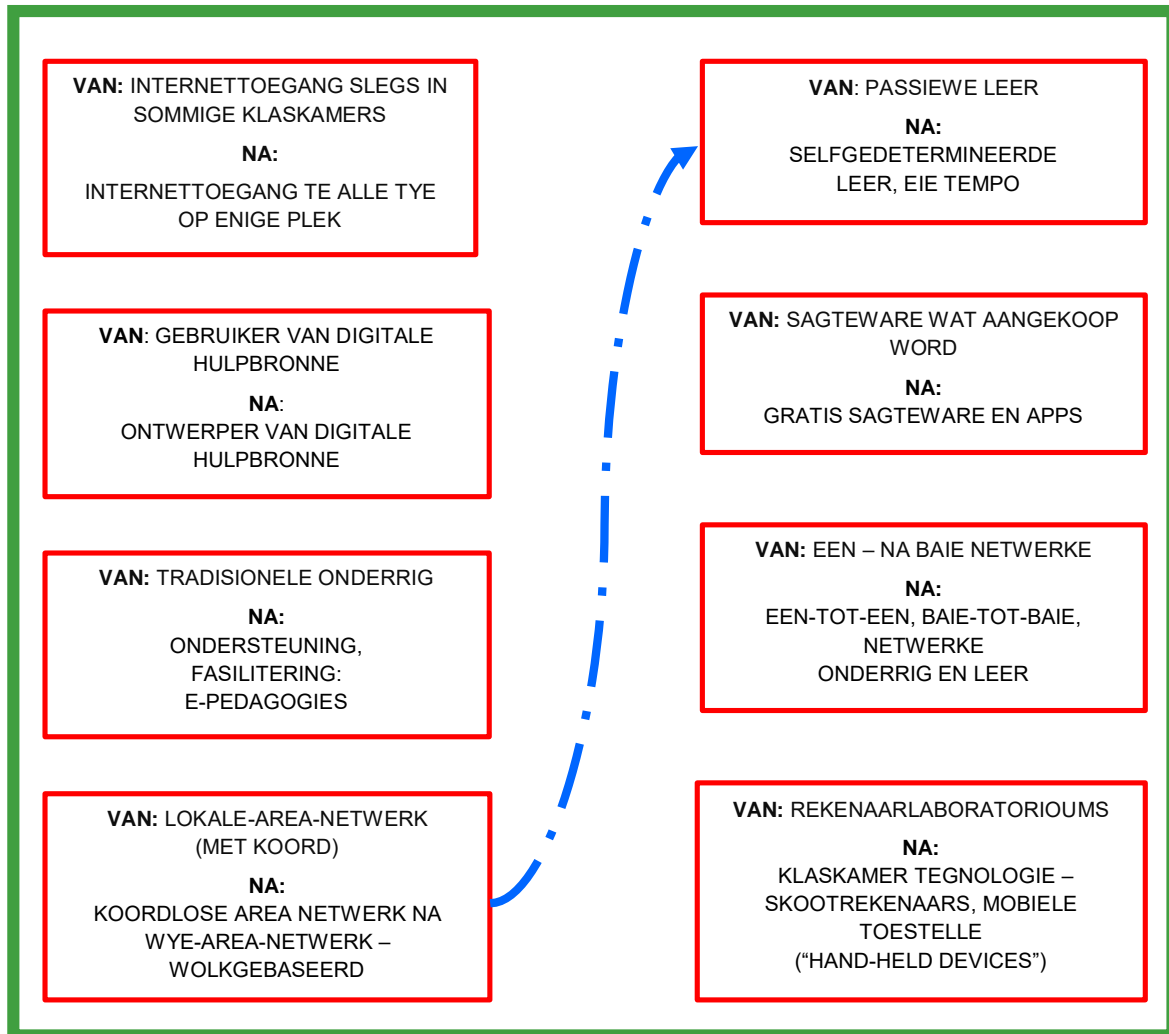 VAN: INTERNETTOEGANG SLEGS IN
SOMMIGE KLASKAMERS
NA:
INTERNETTOEGANG TE ALLE TYE
OP ENIGE PLEK
VAN: GEBRUIKER VAN DIGITALE
HULPBRONNE
NA:
ONTWERPER VAN DIGITALE
HULPBRONNE
VAN: TRADISIONELE ONDERRIG
NA:
ONDERSTEUNING,
FASILITERING:
E-PEDAGOGIES
VAN: LOKALE-AREA-NETWERK
(MET KOORD)
NA:
KOORDLOSE AREA NETWERK NA
WYE-AREA-NETWERK –
WOLKGEBASEERD
VAN: PASSIEWE LEER
NA:
SELFGEDETERMINEERDE
LEER, EIE TEMPO
VAN: SAGTEWARE WAT AANGEKOOP
WORD
NA:
GRATIS SAGTEWARE EN APPS
VAN: EEN – NA BAIE NETWERKE
NA:
EEN-TOT-EEN, BAIE-TOT-BAIE,
NETWERKE
ONDERRIG EN LEER
VAN: REKENAARLABORATORIOUMS
NA:
KLASKAMER TEGNOLOGIE –
SKOOTREKENAARS, MOBIELE
TOESTELLE
(“HAND-HELD DEVICES”)